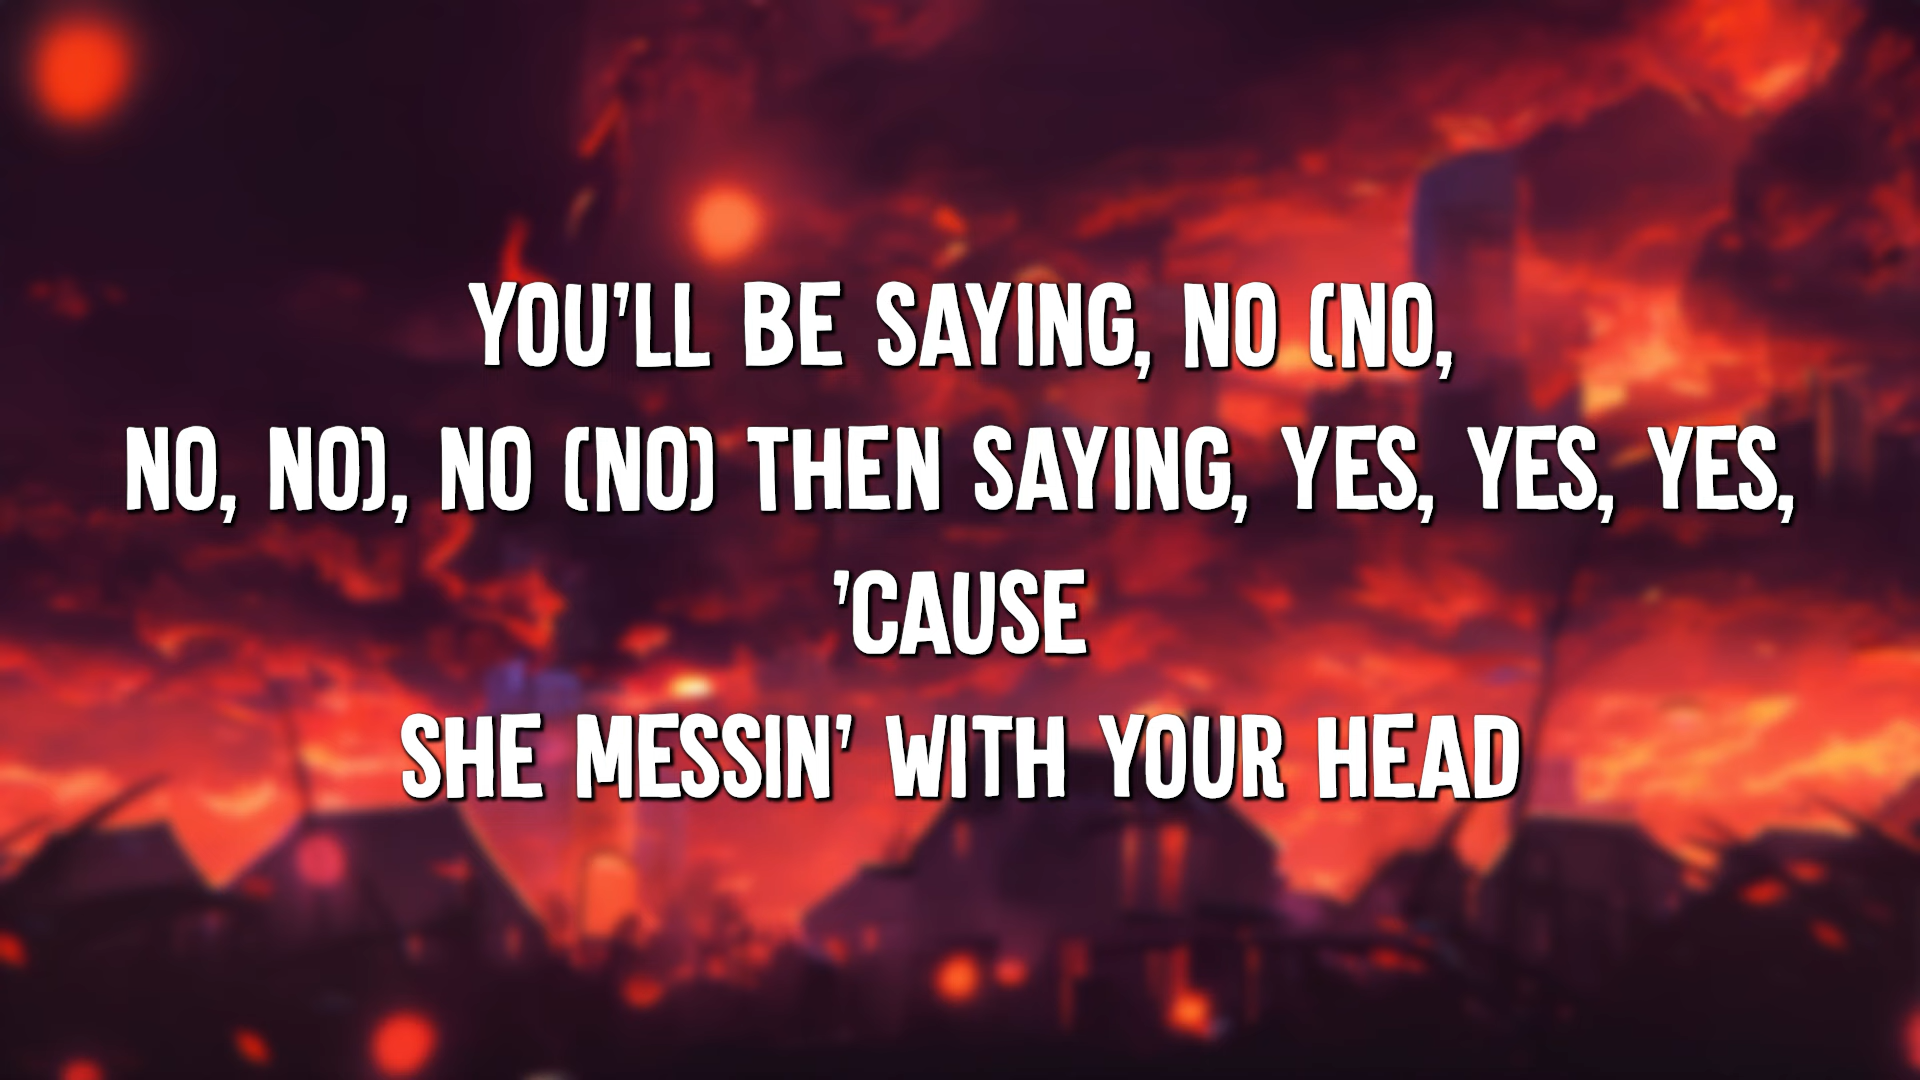 YOU'LL BE SAYING, NO (NO,
NO, NO), NO (NO) THEN SAYING, YES, YES, YES,
'CAUSE
SHE MESSIN' WITH YOUR HEAD